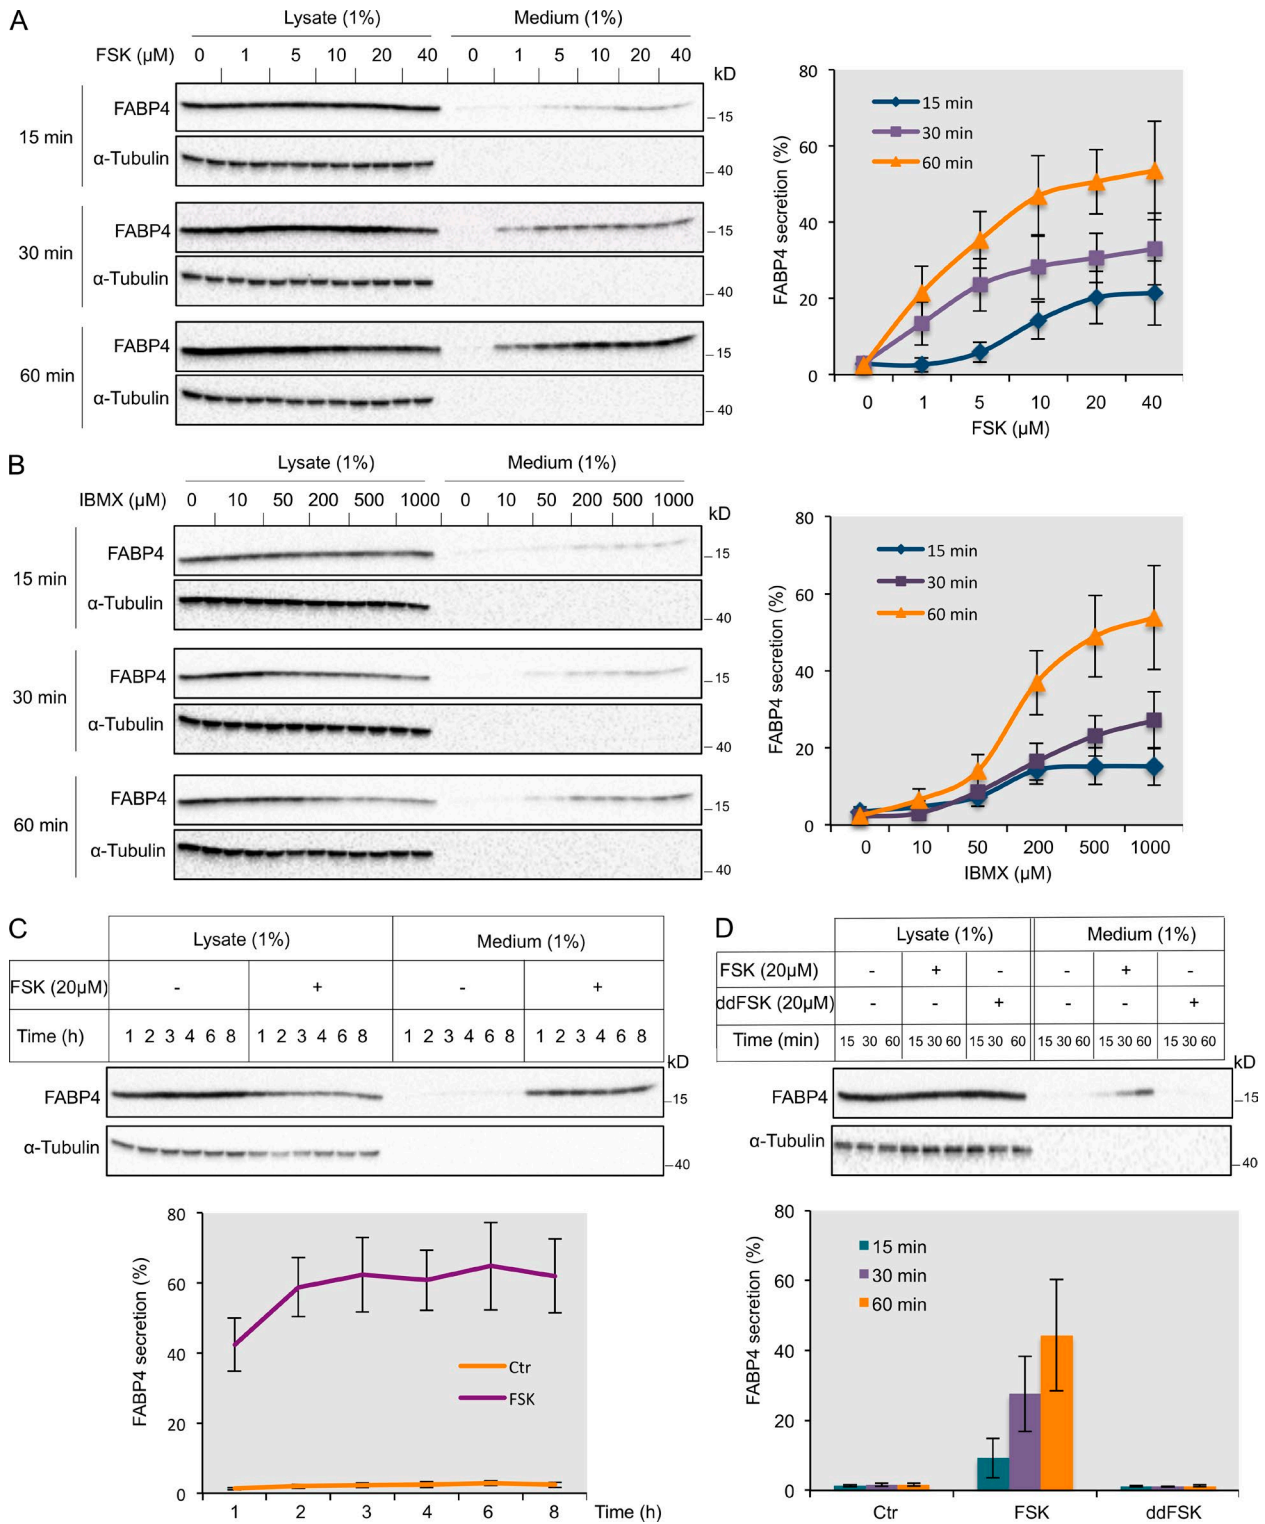 A
Lysate (1%) Medium (1%)
FSK (µM) 0 1 5 10 20 40 0 1 5 10 20 40
kD
15 min
FABP4
15
α-Tubulin
40
30 min
FABP4
15
α-Tubulin
40
60 min
FABP4
15
α-Tubulin
40
80
60
40
20
0
FABP4 secretion (%)
15 min
30 min
60 min
0 1 5 10 20 40
FSK (µM)
B
Lysate (1%) Medium (1%)
IBMX (µM) 0 10 50 200 500 1000 0 10 50 200 500 1000
kD
15 min
FABP4
15
α-Tubulin
40
30 min
FABP4
15
α-Tubulin
40
60 min
FABP4
15
α-Tubulin
40
80
60
40
20
0
FABP4 secretion (%)
15 min
30 min
60 min
0 10 50 200 500 1000
IBMX (µM)
C
Lysate (1%) Medium (1%)
FSK (20µM) - + - +
Time (h) 1 2 3 4 6 8 1 2 3 4 6 8 1 2 3 4 6 8 1 2 3 4 6 8
kD
FABP4
15
α-Tubulin
40
80
60
40
20
0
FABP4 secretion (%)
Ctr
FSK
1 2 3 4 6 8 Time (h)
D
Lysate (1%) Medium (1%)
FSK (20µM) - + - - + -
ddFSK (20µM) - - + - - +
Time (min) 15 30 60 15 30 60 15 30 60 15 30 60 15 30 60 15 30 60
kD
FABP4
15
α-Tubulin
40
80
60
40
20
0
FABP4 secretion (%)
15 min
30 min
60 min
Ctr FSK ddFSK